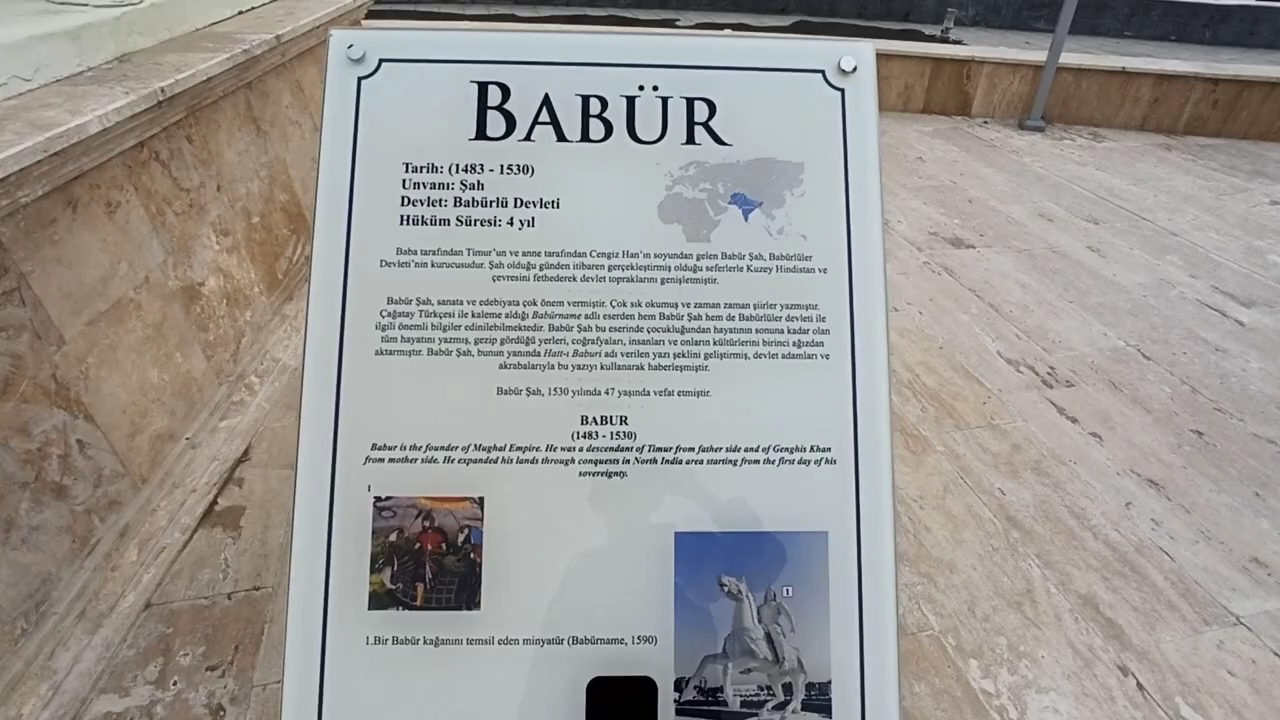 BABÜR
Tarih: (1483 - 1530)
Unvanı: Şah
Devlet: Babürlü Devleti
Hüküm Süresi: 4 yıl
Baba tarafından Timur'un ve anne tarafından Cengiz Han'ın soyundan gelen Babür Şah, Babürlüler
Devleti'nin kurucusudur. Şah olduğu günden itibaren gerçekleştirmiş olduğu seferlerle Kuzey Hindistan ve
çevresini fethederek devlet topraklarını genişletmiştir.
Babür Şah, sanata ve edebiyata çok önem vermiştir. Çok sık okumuş ve zaman zaman şiirler yazmıştır.
Çağatay Türkçesi ile kaleme aldığı Babürname adlı eserden hem Babür Şah hem de Babürlüler devleti ile
ilgili önemli bilgiler edinilebilmektedir. Babür Şah bu eserinde çocukluğundan hayatının sonuna kadar olan
tüm hayatını yazmış, gezip gördüğü yerleri, coğrafyaları, insanları ve onların kültürlerini birinci ağızdan
aktarmıştır. Babür Şah, bunun yanında Hatt-ı Baburi adı verilen yazı şeklini geliştirmiş, devlet adamları ve
akrabalarıyla bu yazıyı kullanarak haberleşmiştir.
Babür Şah, 1530 yılında 47 yaşında vefat etmiştir.
BABUR
(1483 - 1530)
Babur is the founder of Mughal Empire. He was a descendant of Timur from father side and of Genghis Khan
from mother side. He expanded his lands through conquests in North India area starting from the first day of his
sovereignty.
1
1
1.Bir Babür kağanını temsil eden minyatür (Babürname, 1590)